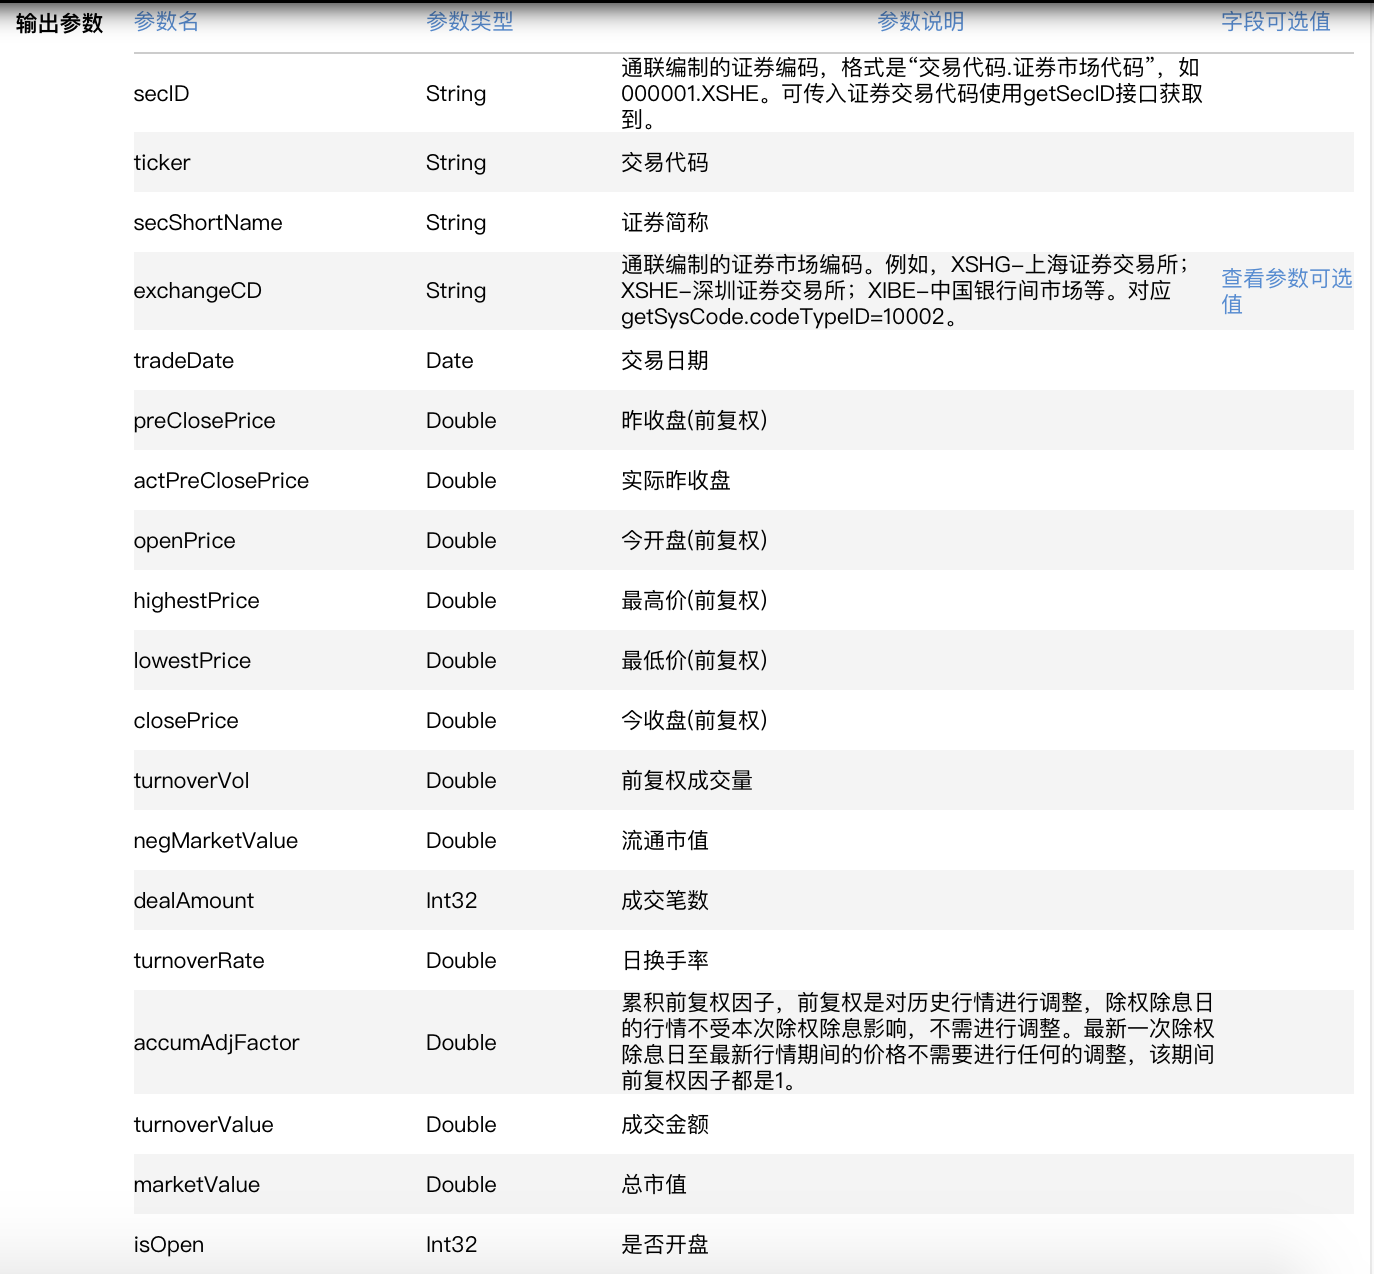 输出参数 参数名 参数类型 参数说明 字段可选值
通联编制的证券编码，格式是“交易代码.证券市场代码”，如
secID String 000001.XSHE。可传入证券交易代码使用getSecID接口获取
到。
ticker String 交易代码
secShortName String 证券简称
通联编制的证券市场编码。例如，XSHG-上海证券交易所；
exchangeCD String XSHE-深圳证券交易所；XIBE-中国银行间市场等。对应 查看参数可选
getSysCode.codeTypeID=10002。 值
tradeDate Date 交易日期
preClosePrice Double 昨收盘(前复权)
actPreClosePrice Double 实际昨收盘
openPrice Double 今开盘(前复权)
highestPrice Double 最高价(前复权)
lowestPrice Double 最低价(前复权)
closePrice Double 今收盘(前复权)
turnoverVol Double 前复权成交量
negMarketValue Double 流通市值
dealAmount Int32 成交笔数
turnoverRate Double 日换手率
累积前复权因子，前复权是对历史行情进行调整，除权除息日
的行情不受本次除权除息影响，不需进行调整。最新一次除权
accumAdjFactor Double 除息日至最新行情期间的价格不需要进行任何的调整，该期间
前复权因子都是1。
turnoverValue Double 成交金额
marketValue Double 总市值
isOpen Int32 是否开盘